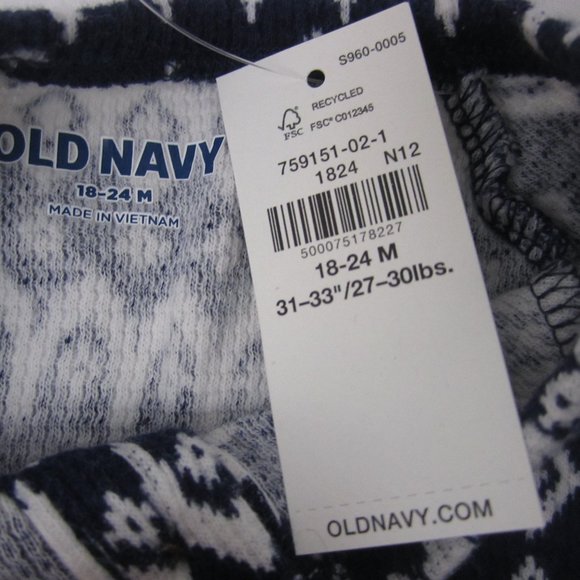 OLD NAVY
18-24 M
MADE IN VIETNAM
S960-0005
FSC
RECYCLED
FSC® C012345
759151-02-1
1824 N12
500075178227
18-24 M
31–33"/27–30lbs.
OLDNAVY.COM